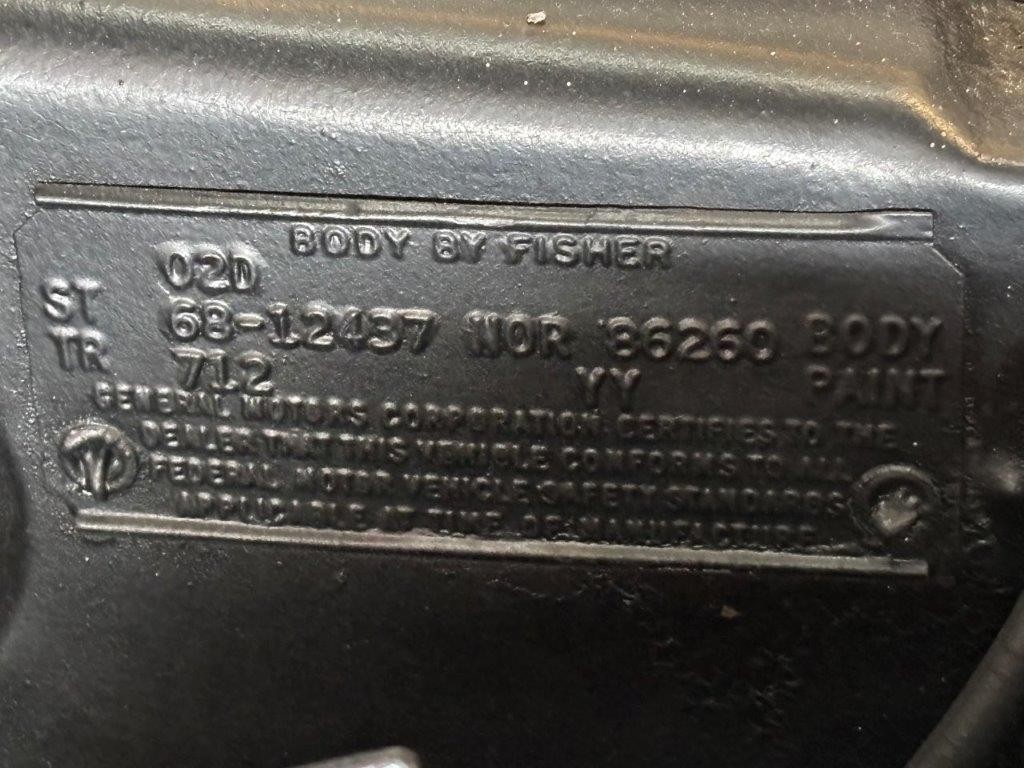 BODY BY FISHER
02D
ST 68-12437 NOR 86260 BODY
TR 712 YY PAINT
GENERAL MOTORS CORPORATION CERTIFIES TO THE
DEALER THAT THIS VEHICLE CONFORMS TO ALL
FEDERAL MOTOR VEHICLE SAFETY STANDARDS
APPLICABLE AT TIME OF MANUFACTURE